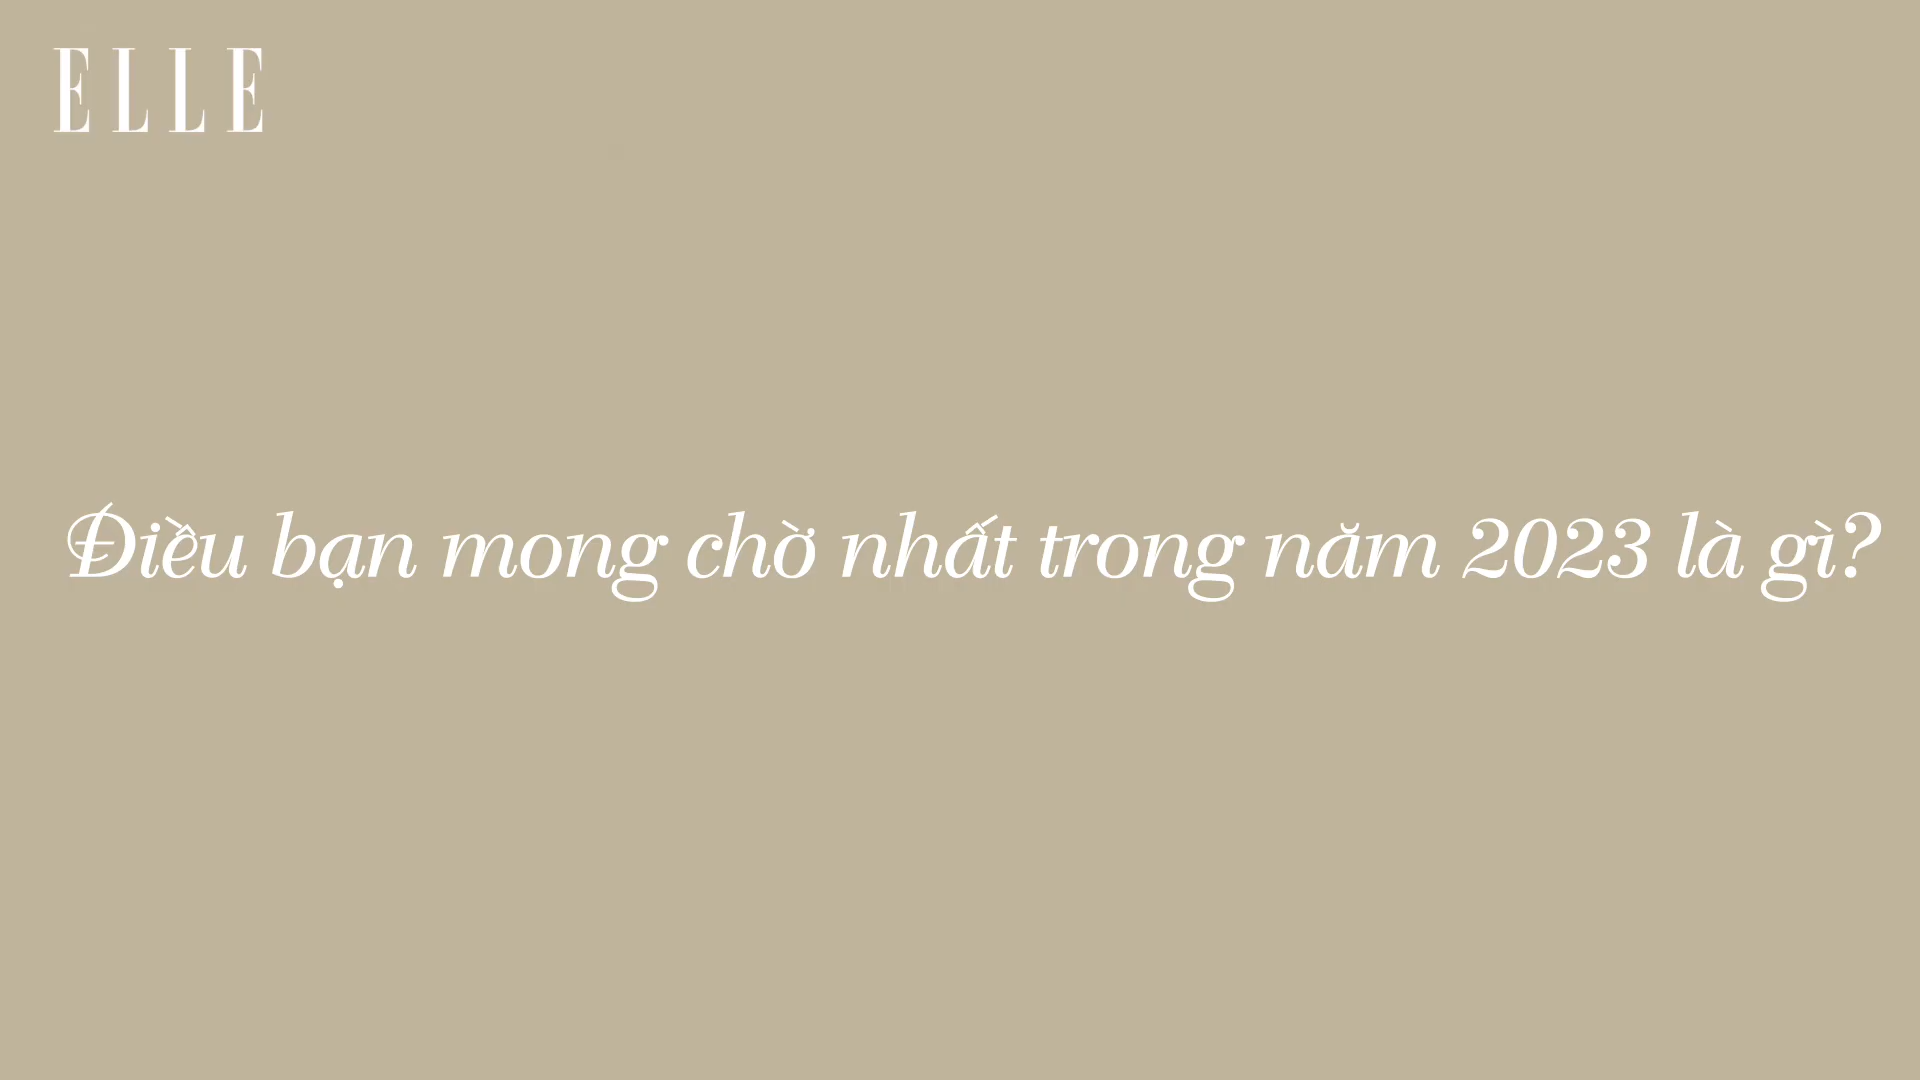 ELLE
Điều bạn mong chờ nhất trong năm 2023 là gì?